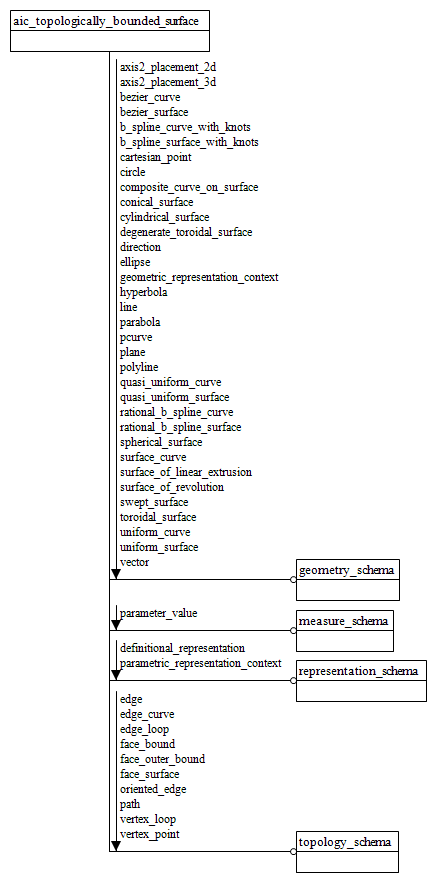 aic_topologically_bounded_surface
axis2_placement_2d
axis2_placement_3d
bezier_curve
bezier_surface
b_spline_curve_with_knots
b_spline_surface_with_knots
cartesian_point
circle
composite_curve_on_surface
conical_surface
cylindrical_surface
degenerate_toroidal_surface
direction
ellipse
geometric_representation_context
hyperbola
line
parabola
pcurve
plane
polyline
quasi_uniform_curve
quasi_uniform_surface
rational_b_spline_curve
rational_b_spline_surface
spherical_surface
surface_curve
surface_of_linear_extrusion
surface_of_revolution
swept_surface
toroidal_surface
uniform_curve
uniform_surface
vector
geometry_schema
parameter_value
measure_schema
definitional_representation
parametric_representation_context
representation_schema
edge
edge_curve
edge_loop
face_bound
face_outer_bound
face_surface
oriented_edge
path
vertex_loop
vertex_point
topology_schema